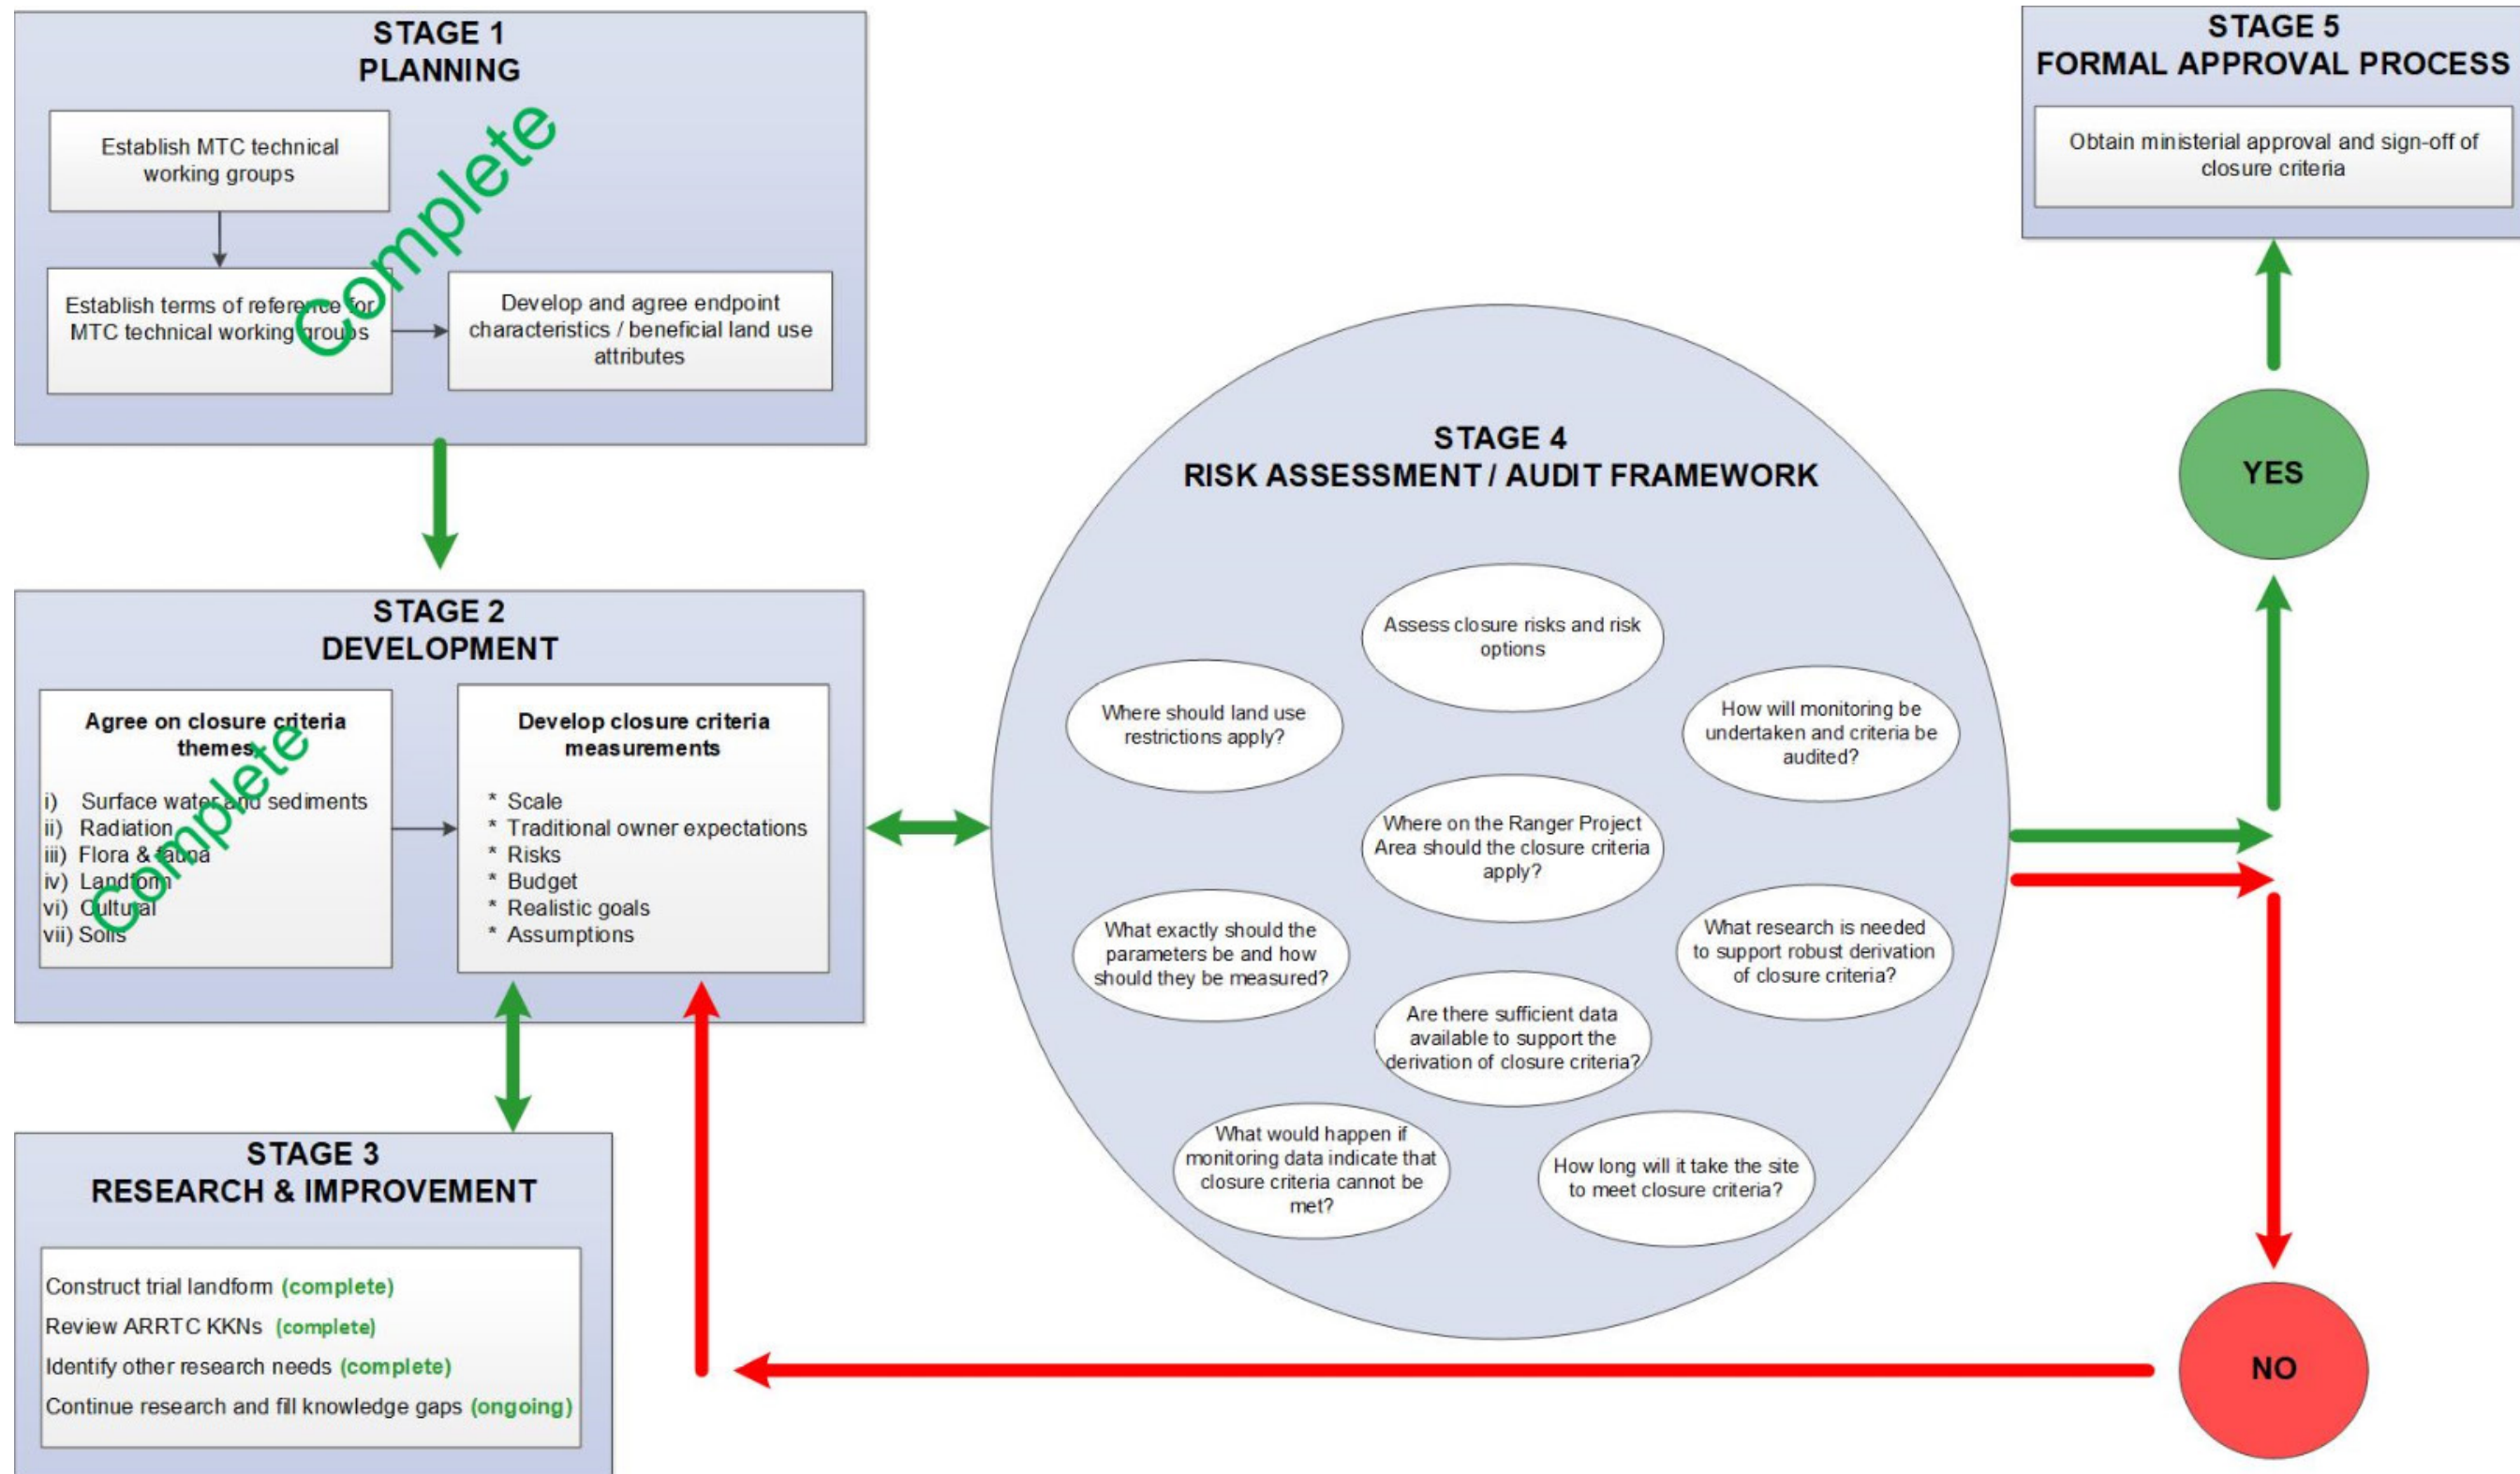 STAGE 1
PLANNING
Establish MTC technical
working groups
Establish terms of reference for
MTC technical working groups
Develop and agree endpoint
characteristics / beneficial land use
attributes
Complete
STAGE 2
DEVELOPMENT
Agree on closure criteria
themes
i) Surface water and sediments
ii) Radiation
iii) Flora & fauna
iv) Landform
vi) Cultural
vii) Soils
Complete
Develop closure criteria
measurements
* Scale
* Traditional owner expectations
* Risks
* Budget
* Realistic goals
* Assumptions
STAGE 3
RESEARCH & IMPROVEMENT
Construct trial landform (complete)
Review ARRTC KKNs (complete)
Identify other research needs (complete)
Continue research and fill knowledge gaps (ongoing)
STAGE 4
RISK ASSESSMENT / AUDIT FRAMEWORK
Assess closure risks and risk
options
Where should land use
restrictions apply?
How will monitoring be
undertaken and criteria be
audited?
Where on the Ranger Project
Area should the closure criteria
apply?
What exactly should the
parameters be and how
should they be measured?
What research is needed
to support robust derivation
of closure criteria?
Are there sufficient data
available to support the
derivation of closure criteria?
What would happen if
monitoring data indicate that
closure criteria cannot be
met?
How long will it take the site
to meet closure criteria?
STAGE 5
FORMAL APPROVAL PROCESS
Obtain ministerial approval and sign-off of
closure criteria
YES
NO